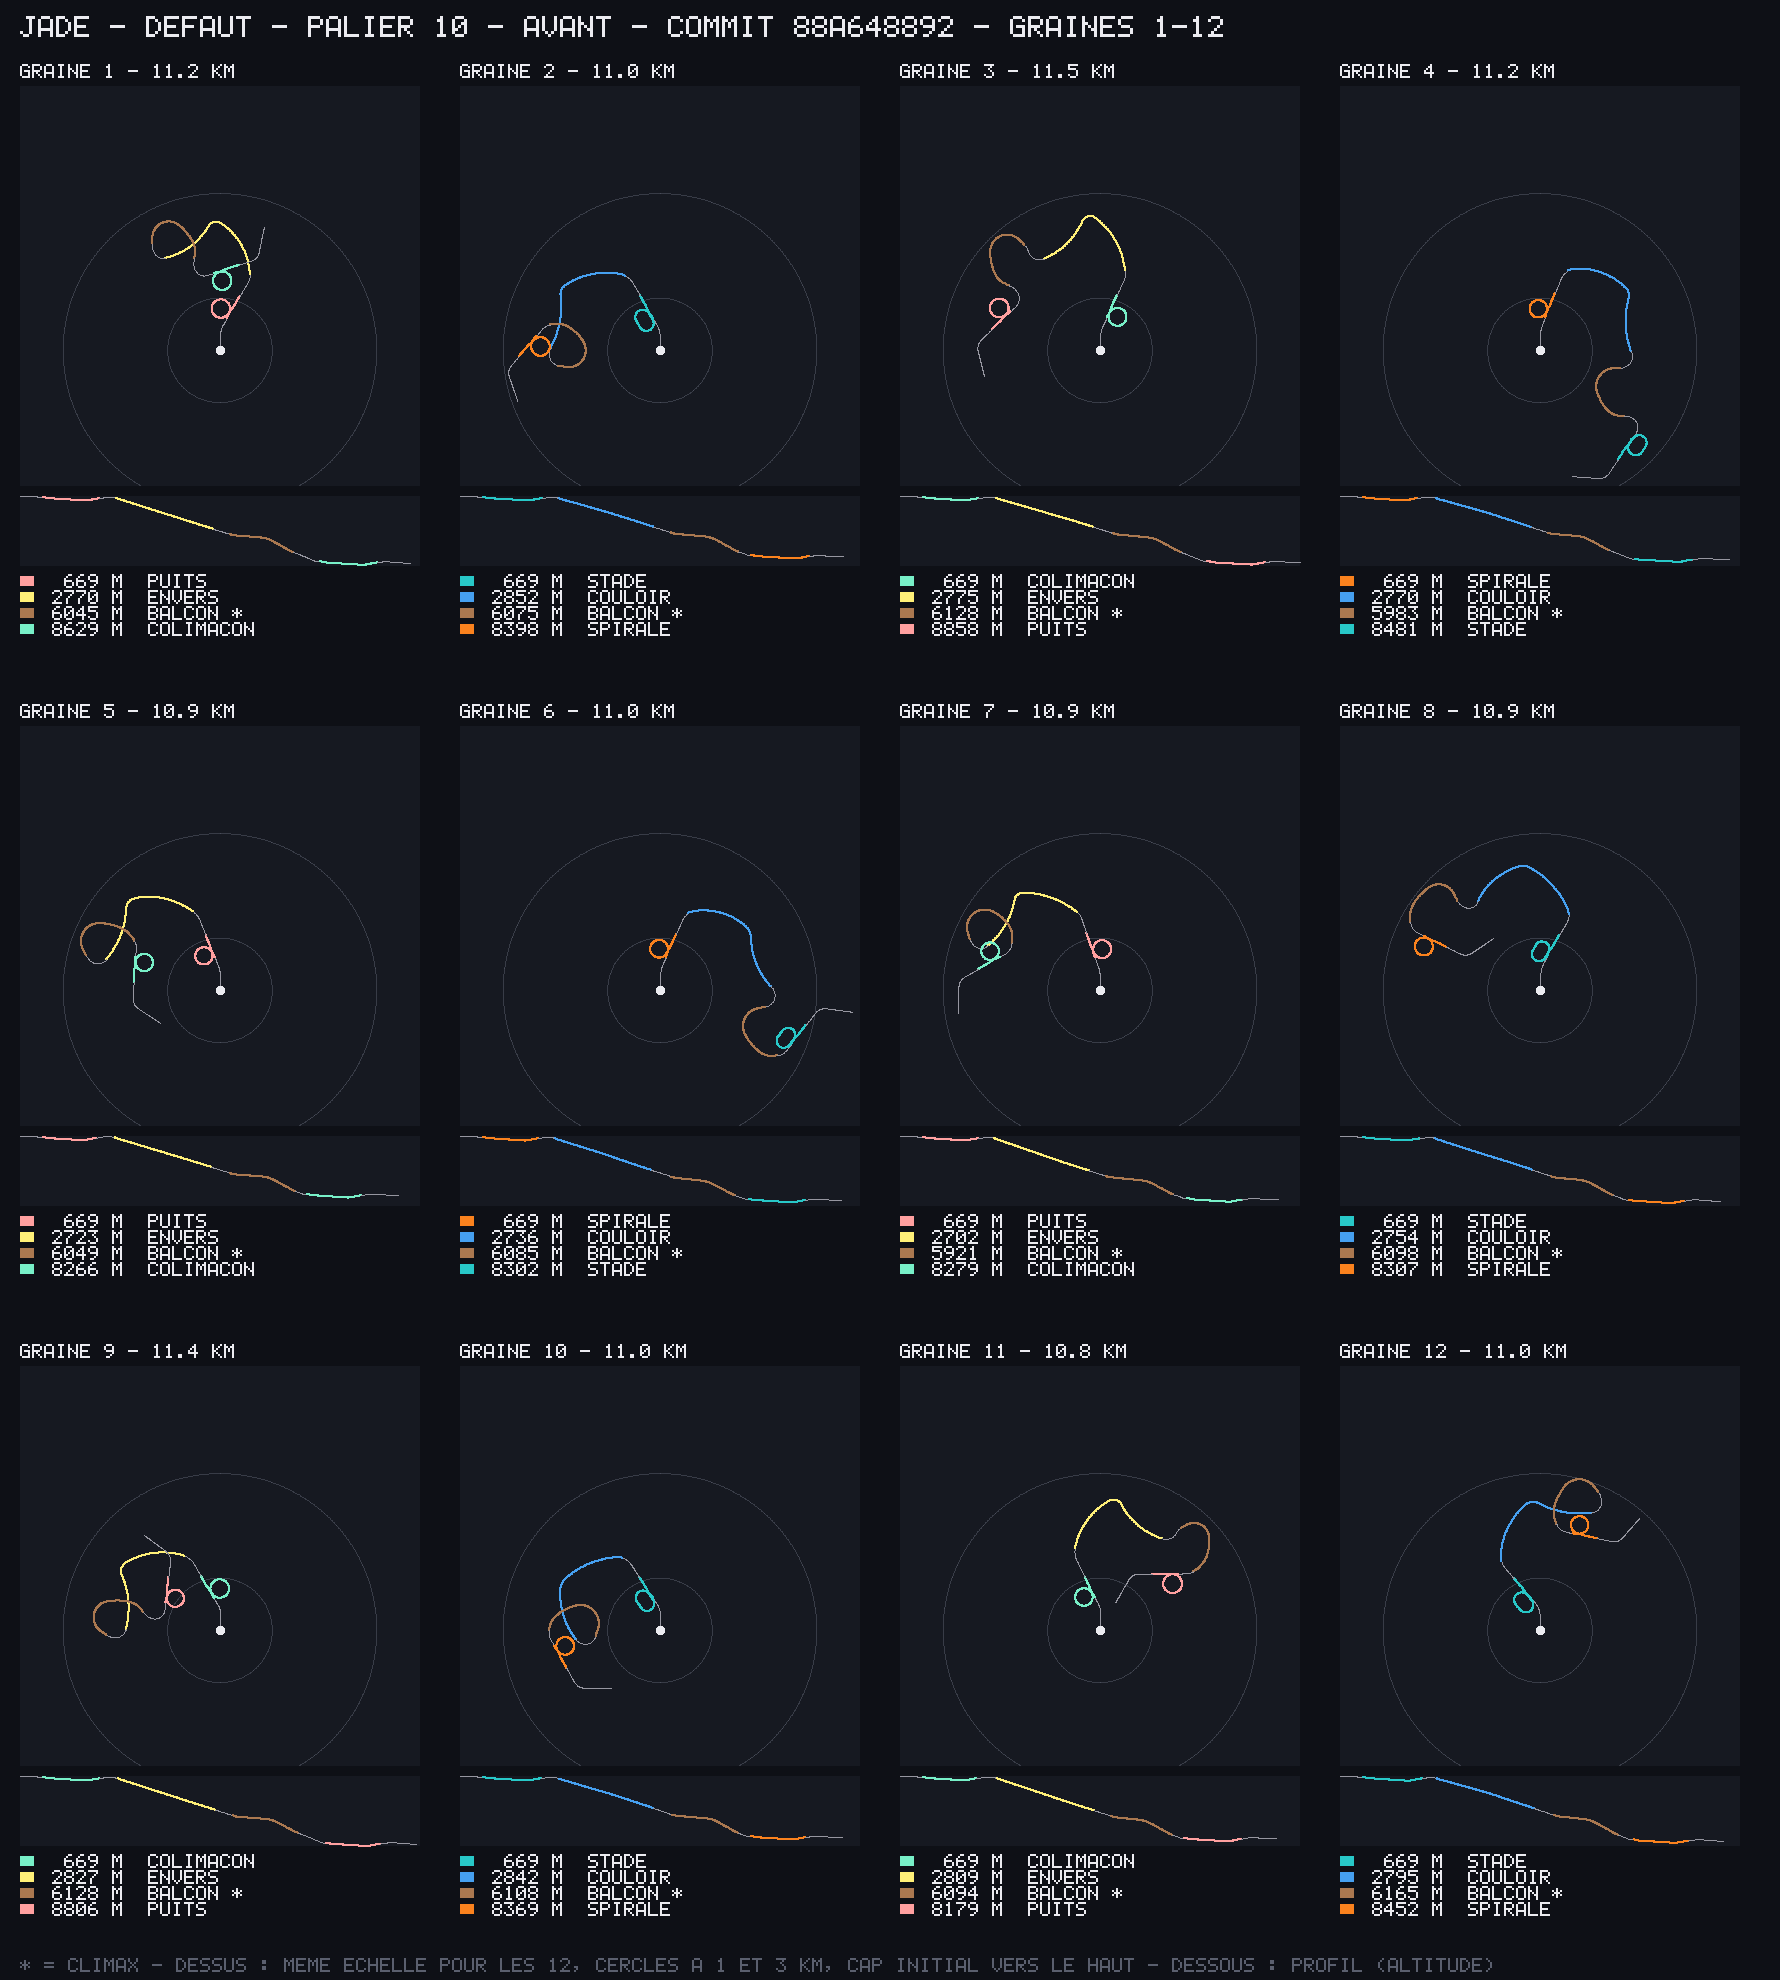 JADE - DEFAUT - PALIER 10 - AVANT - COMMIT 88A648892 - GRAINES 1-12
GRAINE 1 - 11.2 KM
669 M PUITS
2770 M ENVERS
6045 M BALCON *
8629 M COLIMACON
GRAINE 2 - 11.0 KM
669 M STADE
2852 M COULOIR
6075 M BALCON *
8398 M SPIRALE
GRAINE 3 - 11.5 KM
669 M COLIMACON
2775 M ENVERS
6128 M BALCON *
8858 M PUITS
GRAINE 4 - 11.2 KM
669 M SPIRALE
2770 M COULOIR
5983 M BALCON *
8481 M STADE
GRAINE 5 - 10.9 KM
669 M PUITS
2723 M ENVERS
6049 M BALCON *
8266 M COLIMACON
GRAINE 6 - 11.0 KM
669 M SPIRALE
2736 M COULOIR
6085 M BALCON *
8302 M STADE
GRAINE 7 - 10.9 KM
669 M PUITS
2702 M ENVERS
5921 M BALCON *
8279 M COLIMACON
GRAINE 8 - 10.9 KM
669 M STADE
2754 M COULOIR
6098 M BALCON *
8307 M SPIRALE
GRAINE 9 - 11.4 KM
669 M COLIMACON
2827 M ENVERS
6128 M BALCON *
8806 M PUITS
GRAINE 10 - 11.0 KM
669 M STADE
2842 M COULOIR
6108 M BALCON *
8369 M SPIRALE
GRAINE 11 - 10.8 KM
669 M COLIMACON
2809 M ENVERS
6094 M BALCON *
8179 M PUITS
GRAINE 12 - 11.0 KM
669 M STADE
2795 M COULOIR
6165 M BALCON *
8452 M SPIRALE
* = CLIMAX - DESSUS : MEME ECHELLE POUR LES 12, CERCLES A 1 ET 3 KM, CAP INITIAL VERS LE HAUT - DESSOUS : PROFIL (ALTITUDE)